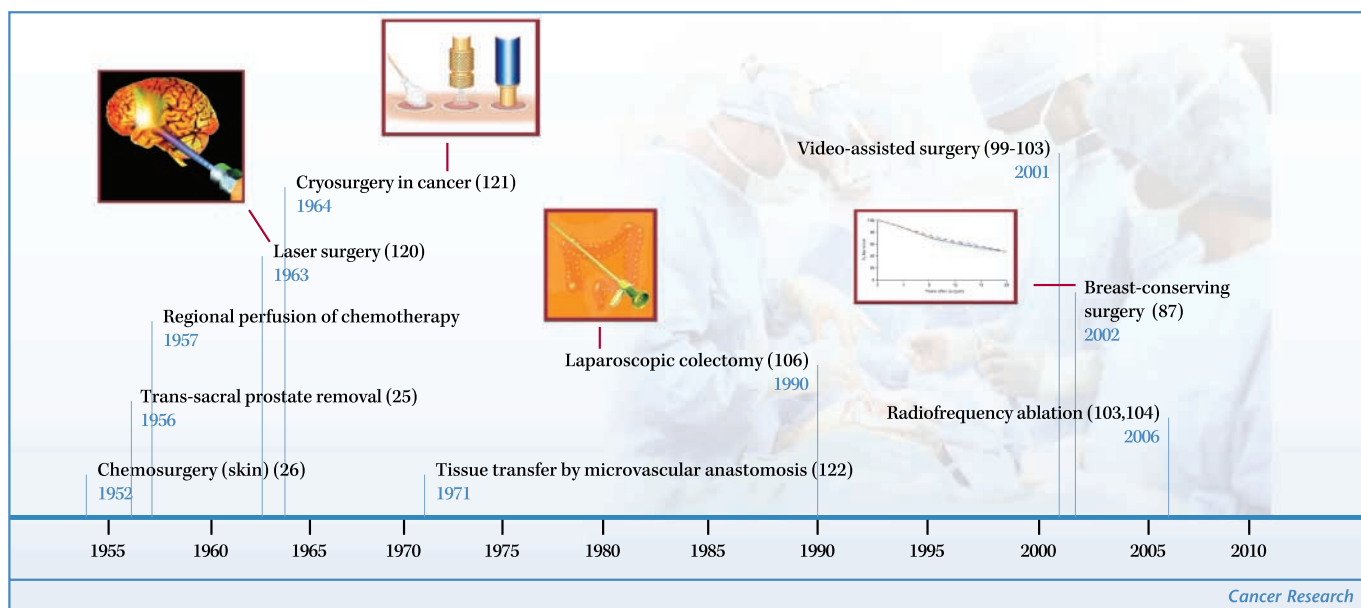 Cryosurgery in cancer (121)
1964
Laser surgery (120)
1963
Regional perfusion of chemotherapy
1957
Trans-sacral prostate removal (25)
1956
Chemosurgery (skin) (26)
1952
Tissue transfer by microvascular anastomosis (122)
1971
Laparoscopic colectomy (106)
1990
Video-assisted surgery (99-103)
2001
Breast-conserving
surgery (87)
2002
Radiofrequency ablation (103,104)
2006
1955 1960 1965 1970 1975 1980 1985 1990 1995 2000 2005 2010
Cancer Research